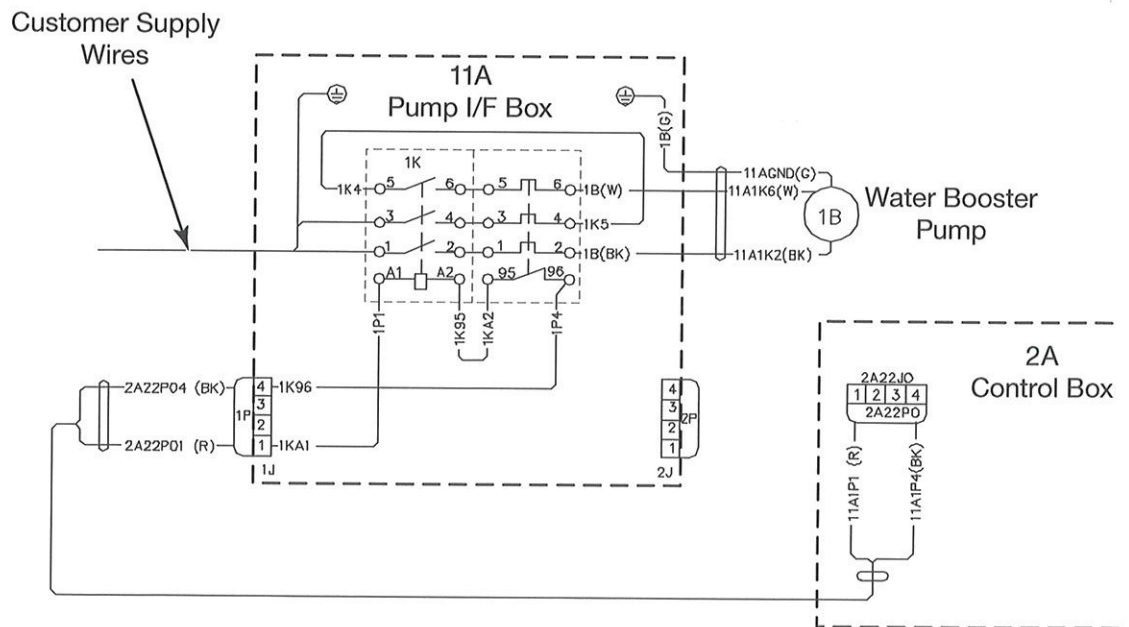 Customer Supply
Wires
11A
Pump I/F Box
1B(G)
1K
1K4
5
6
5
6
1B(W)
3
4
3
4
1K5
1
2
1
2
1B(BK)
A1
A2
95
96
11AGND(G)
11A1K6(W)
1B
11A1K2(BK)
Water Booster
Pump
1P1
1K95
1KA2
1P4
2A22P04 (BK)
1P
4
1K96
3
2
2A22P01 (R)
1
1KA1
1J
4
3
2P
2
1
2J
2A
Control Box
2A22JO
1 2 3 4
2A22PO
11A1P1 (R)
11A1P4(BK)